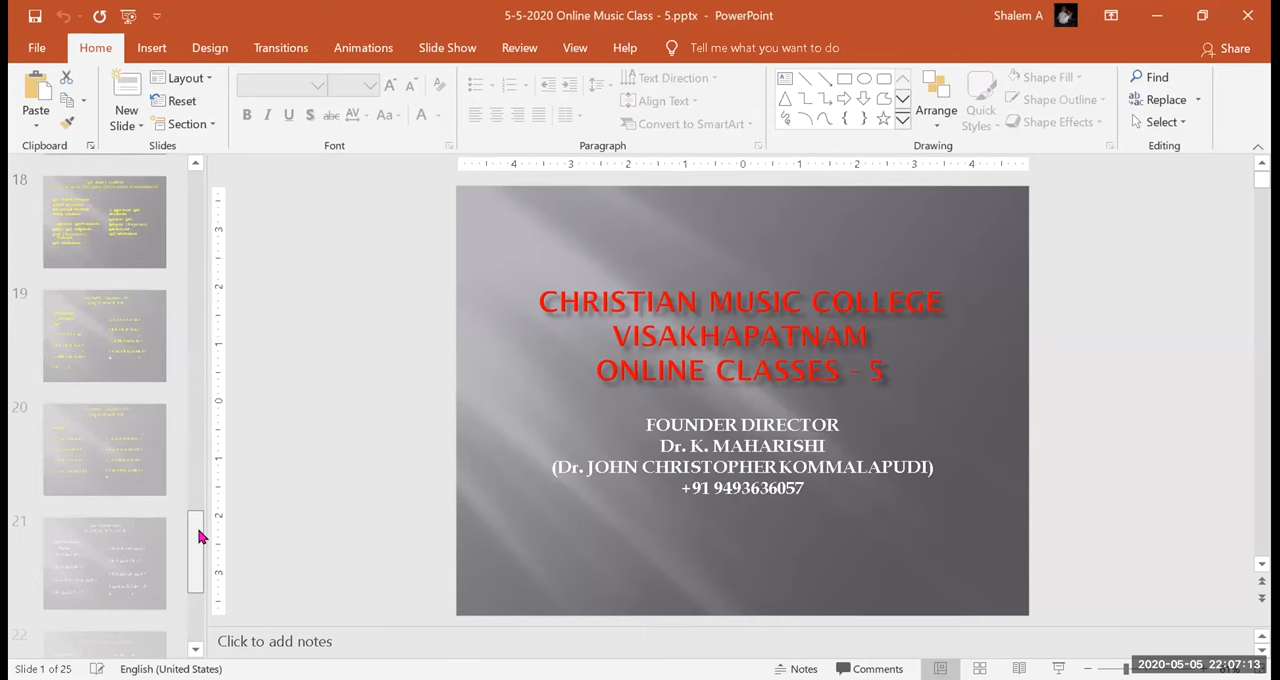 5-5-2020 Online Music Class - 5.pptx - PowerPoint
Shalem A
File Home Insert Design Transitions Animations Slide Show Review View Help Tell me what you want to do Share
Paste
New Slide
Layout
Reset
Section
Text Direction
Align Text
Convert to SmartArt
Arrange
Quick Styles
Shape Fill
Shape Outline
Shape Effects
Find
Replace
Select
Clipboard Slides Font Paragraph Drawing Editing
18
19
20
21
22
CHRISTIAN MUSIC COLLEGE
VISAKHAPATNAM
ONLINE CLASSES - 5
FOUNDER DIRECTOR
Dr. K. MAHARISHI
(Dr. JOHN CHRISTOPHER KOMMALAPUDI)
+91 9493636057
Click to add notes
Slide 1 of 25 English (United States) Notes Comments
2020-05-05 22:07:13